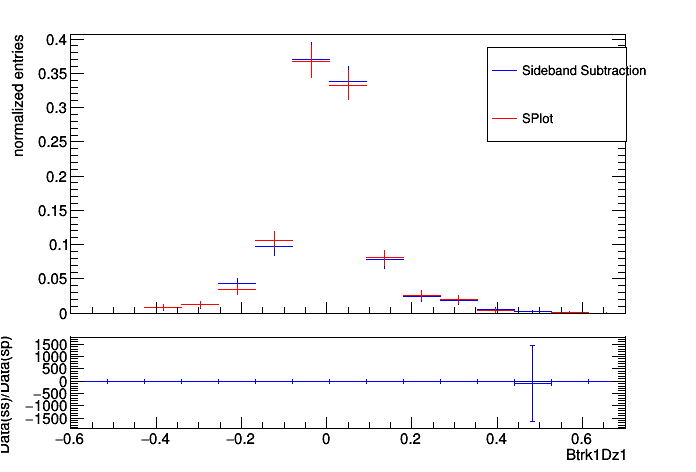 normalized entries
0.4
0.35
0.3
0.25
0.2
0.15
0.1
0.05
0
Sideband Subtraction
SPlot
Data(ss)/Data(sp)
1500
1000
500
0
−500
−1000
−1500
−0.6 −0.4 −0.2 0 0.2 0.4 0.6
Btrk1Dz1